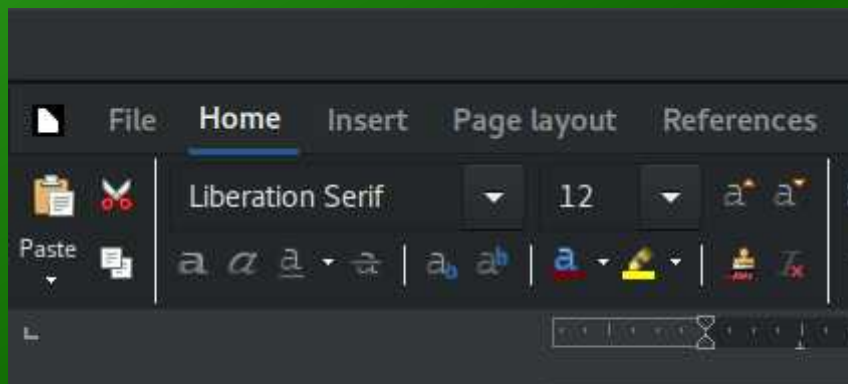 File Home Insert Page layout References
Liberation Serif 12
Paste